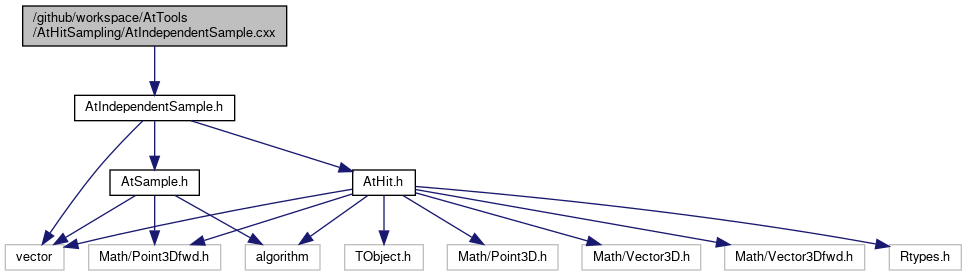 /github/workspace/AtTools
/AtHitSampling/AtIndependentSample.cxx
AtIndependentSample.h
AtSample.h
AtHit.h
vector
Math/Point3Dfwd.h
algorithm
TObject.h
Math/Point3D.h
Math/Vector3D.h
Math/Vector3Dfwd.h
Rtypes.h